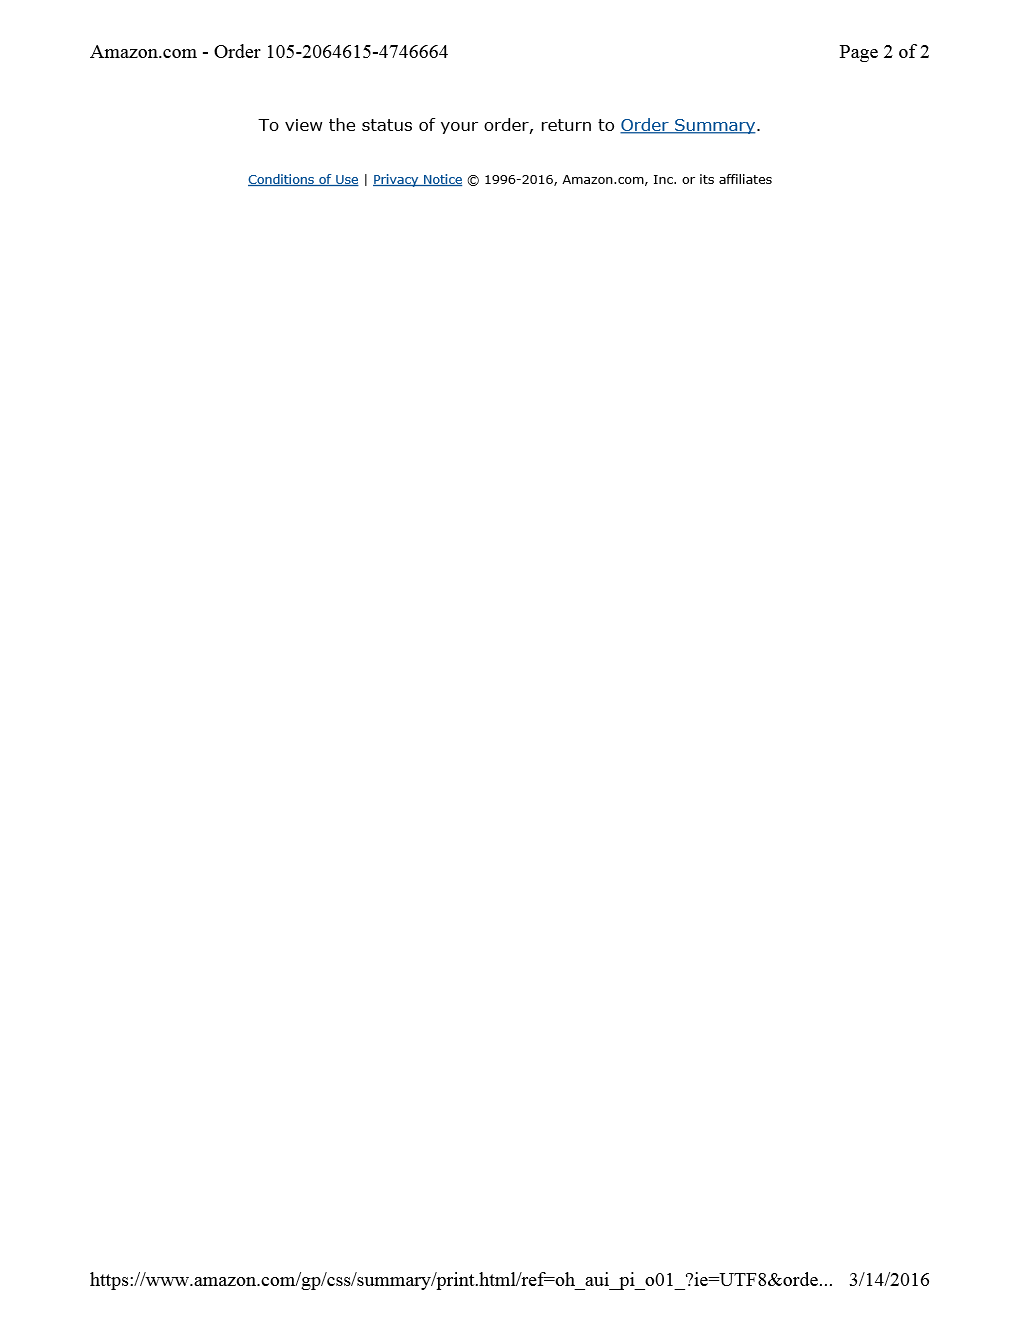 Amazon.com - Order 105-2064615-4746664 Page 2 of 2
To view the status of your order, return to Order Summary.
Conditions of Use | Privacy Notice © 1996-2016, Amazon.com, Inc. or its affiliates
https://www.amazon.com/gp/css/summary/print.html/ref=oh_aui_pi_o01_?ie=UTF8&orde... 3/14/2016